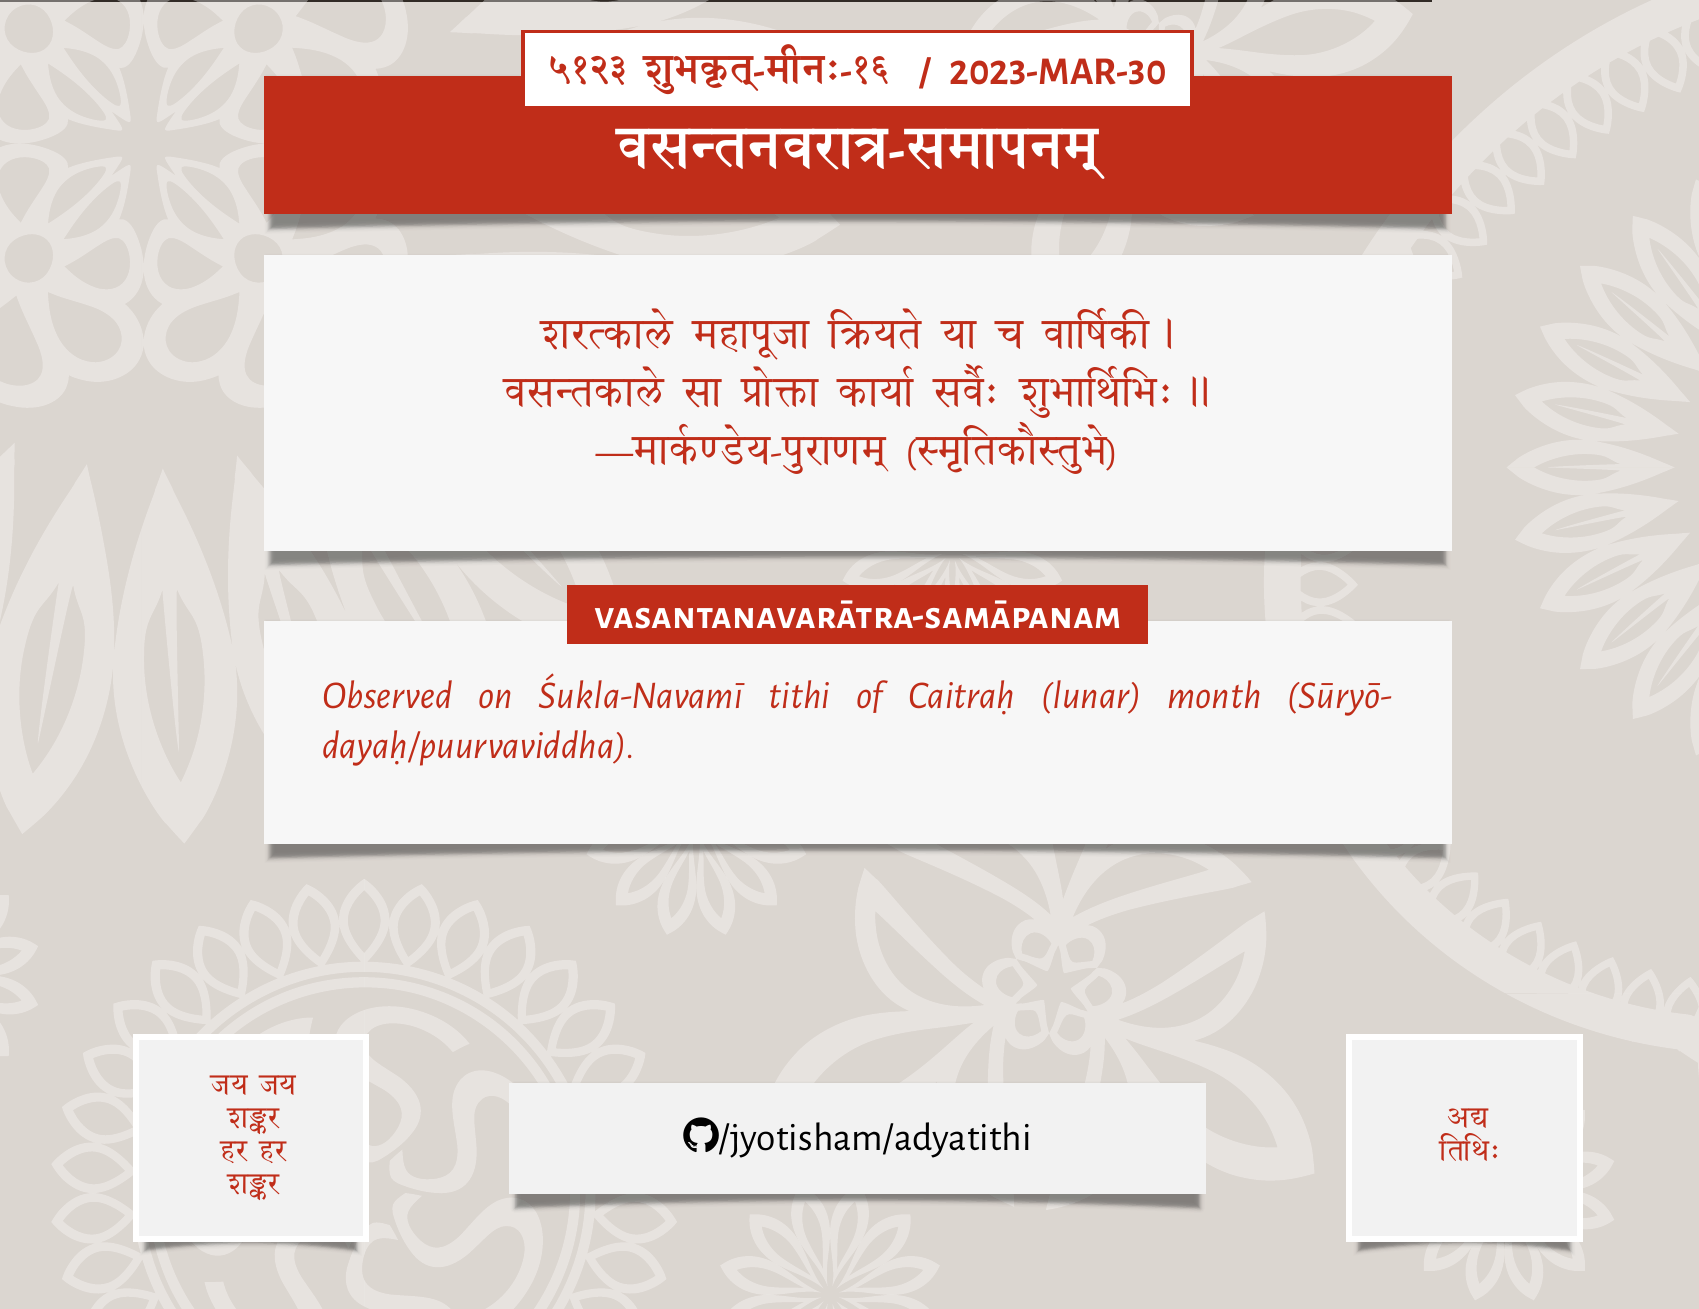 ५१२३ शुभकृत्-मीनः-१६ / 2023-MAR-30
वसन्तनवरात्र-समापनम्
शरत्काले महापूजा क्रियते या च वार्षिकी।
वसन्तकाले सा प्रोक्ता कार्या सर्वैः शुभार्थिभिः॥
—मार्कण्डेय-पुराणम् (स्मृतिकौस्तुभे)
VASANTANAVARĀTRA-SAMĀPANAM
Observed on Śukla-Navamī tithi of Caitraḥ (lunar) month (Sūryō-
dayaḥ/puurvaviddha).
जय जय
शङ्कर
हर हर
शङ्कर
/jyotisham/adyatithi
अद्य
तिथिः